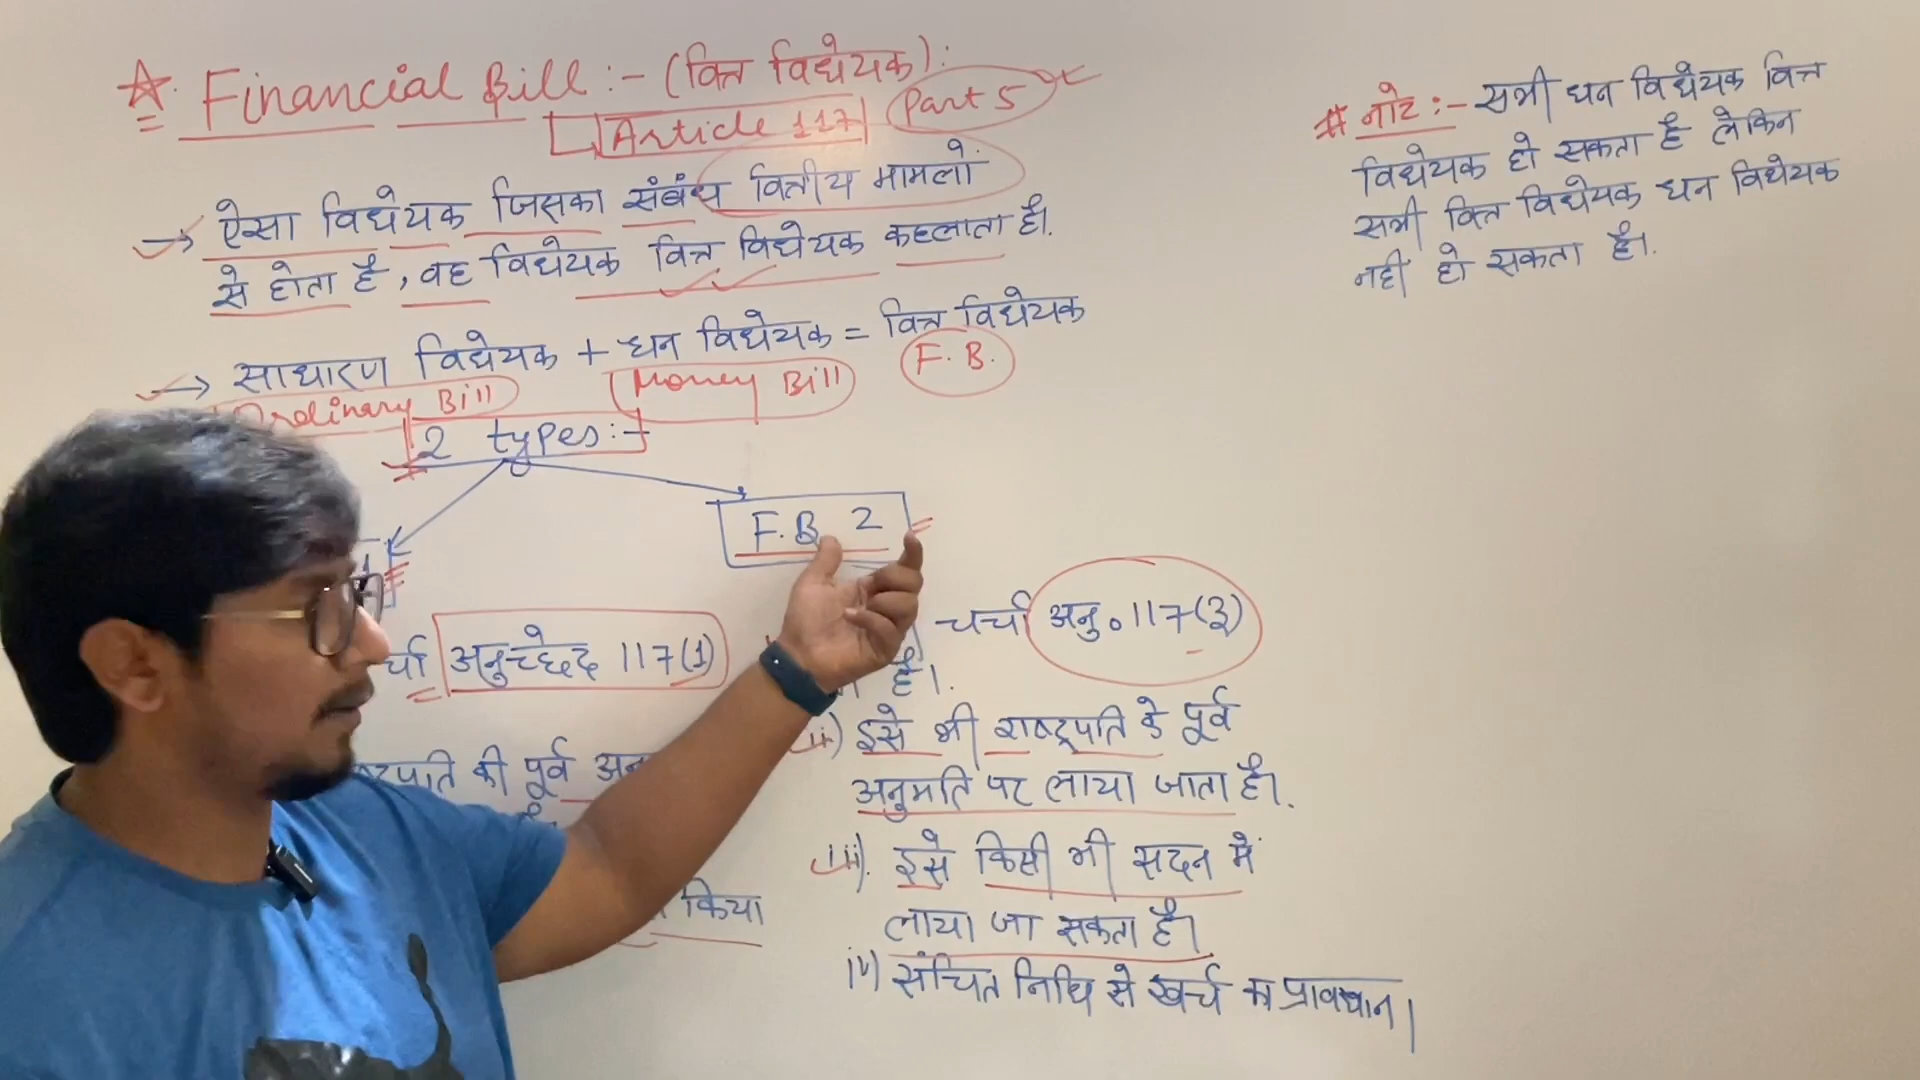 ☆ Financial Bill :- (वित्त विधेयक):
Article 117 Part 5
→ ऐसा विधेयक जिसका संबंध वित्तीय मामलों
से होता है, वह विधेयक वित्त विधेयक कहलाता है।
→ साधारण विधेयक + धन विधेयक = वित्त विधेयक
Ordinary Bill Money Bill F.B.
2 types:-
F.B. 2
अनुच्छेद 117(1)
की पूर्व
किया
चर्चा अनु० 117(3)
है।
ii) इसे भी राष्ट्रपति के पूर्व
अनुमति पर लाया जाता है।
iii). इसे किसी भी सदन में
लाया जा सकता है।
iv) संचित निधि से खर्च का प्रावधान।
# नोट :- सभी धन विधेयक वित्त
विधेयक हो सकता है लेकिन
सभी वित्त विधेयक धन विधेयक
नहीं हो सकता है।